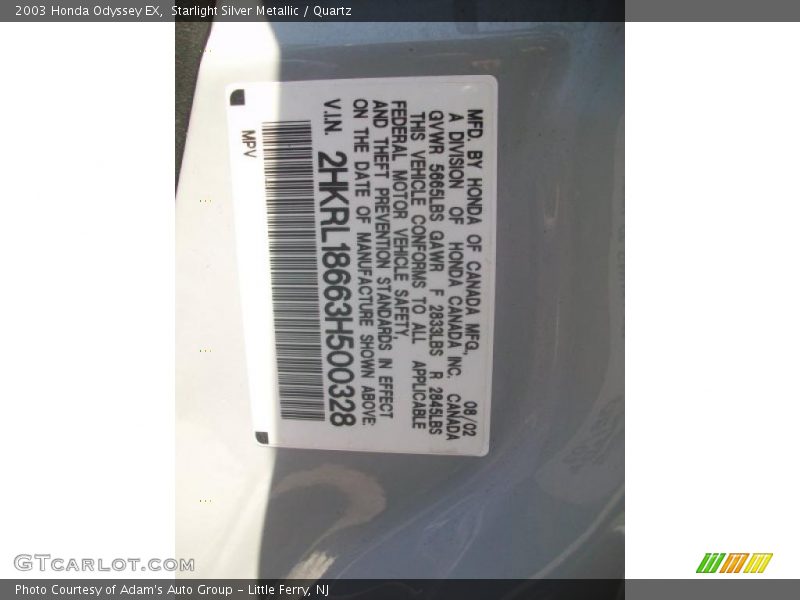 2003 Honda Odyssey EX,  Starlight Silver Metallic / Quartz
MFD. BY HONDA OF CANADA MFG., 08/02
A DIVISION OF HONDA CANADA INC. CANADA
GVWR 5665LBS GAWR F 2833LBS R 2845LBS
THIS VEHICLE CONFORMS TO ALL APPLICABLE
FEDERAL MOTOR VEHICLE SAFETY,
AND THEFT PREVENTION STANDARDS IN EFFECT
ON THE DATE OF MANUFACTURE SHOWN ABOVE.
V.I.N. 2HKRL18663H500328
MPV
GTCARLOT.COM
Photo Courtesy of Adam's Auto Group - Little Ferry, NJ